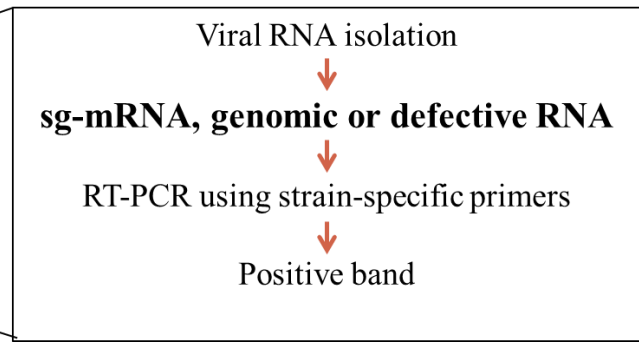 Viral RNA isolation
sg-mRNA, genomic or defective RNA
RT-PCR using strain-specific primers
Positive band